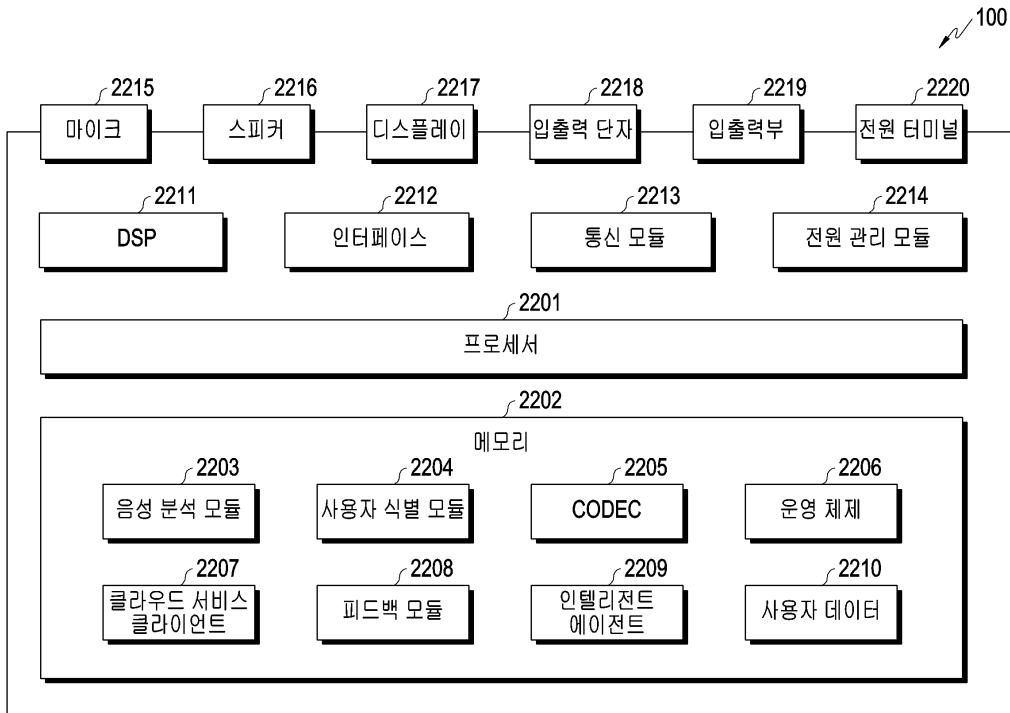 100
2215 2216 2217 2218 2219 2220
마이크 스피커 디스플레이 입출력 단자 입출력부 전원 터미널
2211 2212 2213 2214
DSP 인터페이스 통신 모듈 전원 관리 모듈
2201
프로세서
2202
메모리
2203 2204 2205 2206
음성 분석 모듈 사용자 식별 모듈 CODEC 운영 체제
2207 2208 2209 2210
클라우드 서비스
클라이언트
피드백 모듈
인텔리전트
에이전트
사용자 데이터